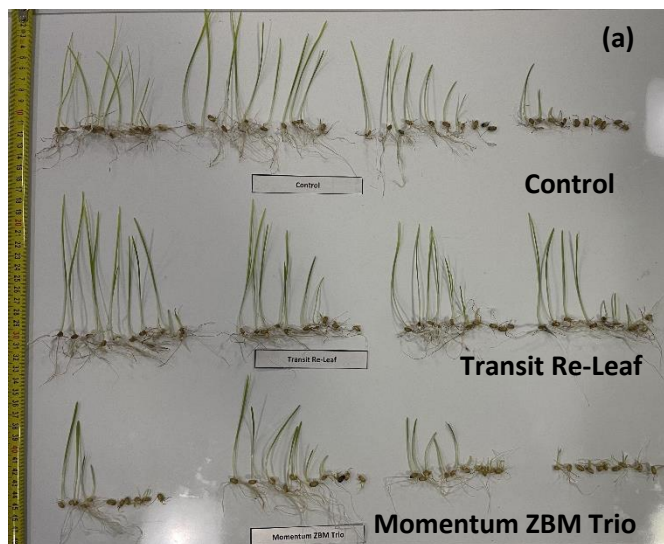 (a)
Control
Control
Transit Re-Leaf
Transit Re-Leaf
Momentum ZBM Trio
Momentum ZBM Trio